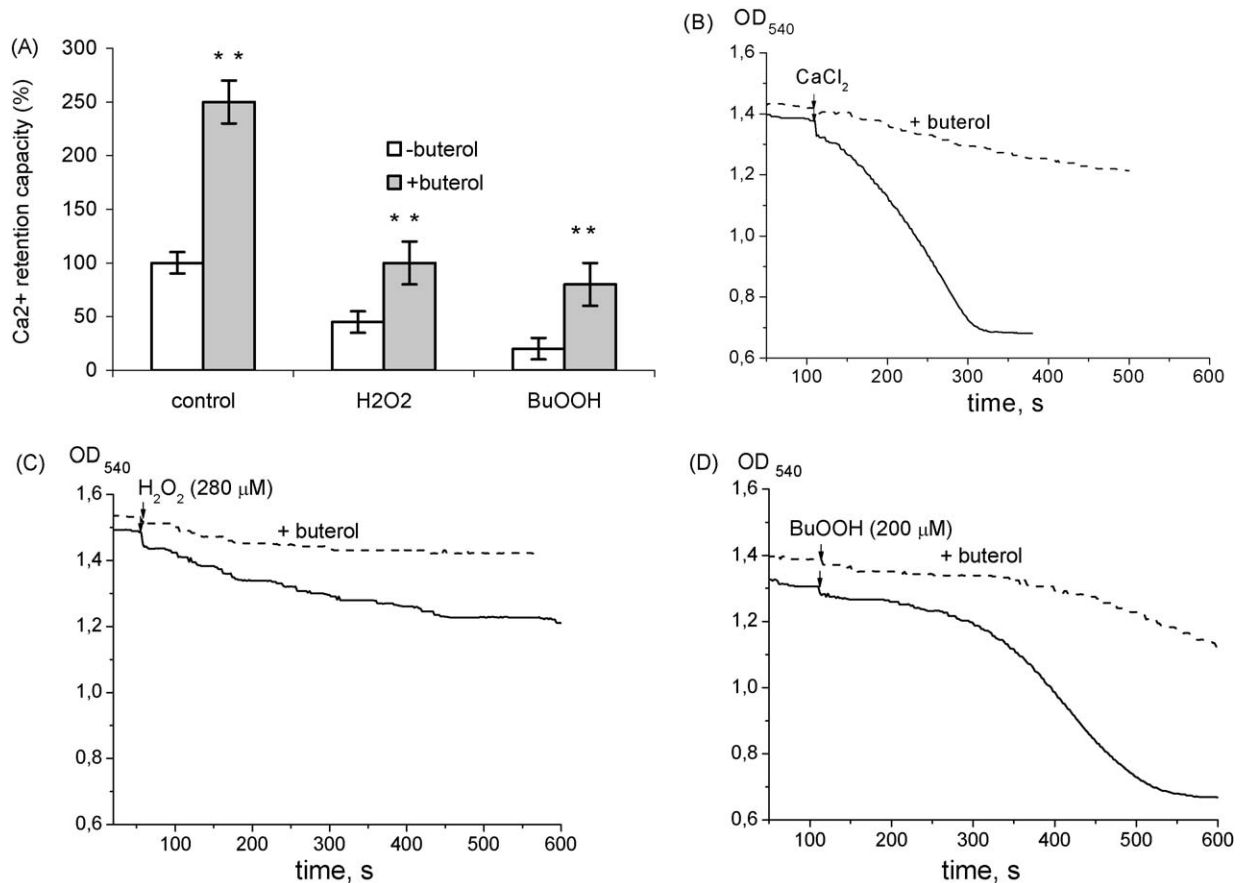 (A)
Ca2+ retention capacity (%)
300
250
200
150
100
50
0
* *
* *
**
-buterol
+buterol
control H2O2 BuOOH
(B) OD540
CaCl2
+ buterol
1,6
1,4
1,2
1,0
0,8
0,6
100 200 300 400 500 600
time, s
(C) OD540
H2O2 (280 μM)
+ buterol
1,6
1,4
1,2
1,0
0,8
0,6
100 200 300 400 500 600
time, s
(D) OD540
BuOOH (200 μM)
+ buterol
1,6
1,4
1,2
1,0
0,8
0,6
100 200 300 400 500 600
time, s